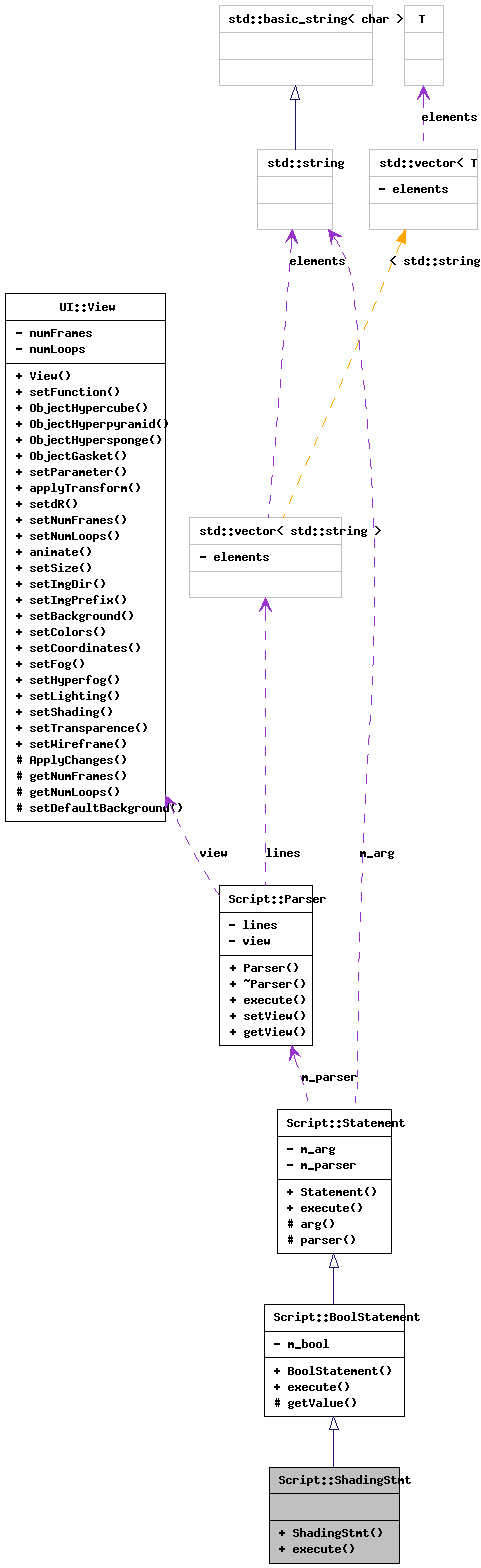 std::basic_string< char >
T
elements
std::string
std::vector< T
- elements
elements
< std::string
UI::View
- numFrames
- numLoops
+ View()
+ setFunction()
+ ObjectHypercube()
+ ObjectHyperpyramid()
+ ObjectHypersponge()
+ ObjectGasket()
+ setParameter()
+ applyTransform()
+ setdR()
+ setNumFrames()
+ setNumLoops()
+ animate()
+ setSize()
+ setImgDir()
+ setImgPrefix()
+ setBackground()
+ setColors()
+ setCoordinates()
+ setFog()
+ setHyperfog()
+ setLighting()
+ setShading()
+ setTransparence()
+ setWireframe()
# ApplyChanges()
# getNumFrames()
# getNumLoops()
# setDefaultBackground()
std::vector< std::string >
- elements
view
lines
m_arg
Script::Parser
- lines
- view
+ Parser()
+ ~Parser()
+ execute()
+ setView()
+ getView()
m_parser
Script::Statement
- m_arg
- m_parser
+ Statement()
+ execute()
# arg()
# parser()
Script::BoolStatement
- m_bool
+ BoolStatement()
+ execute()
# getValue()
Script::ShadingStmt
+ ShadingStmt()
+ execute()